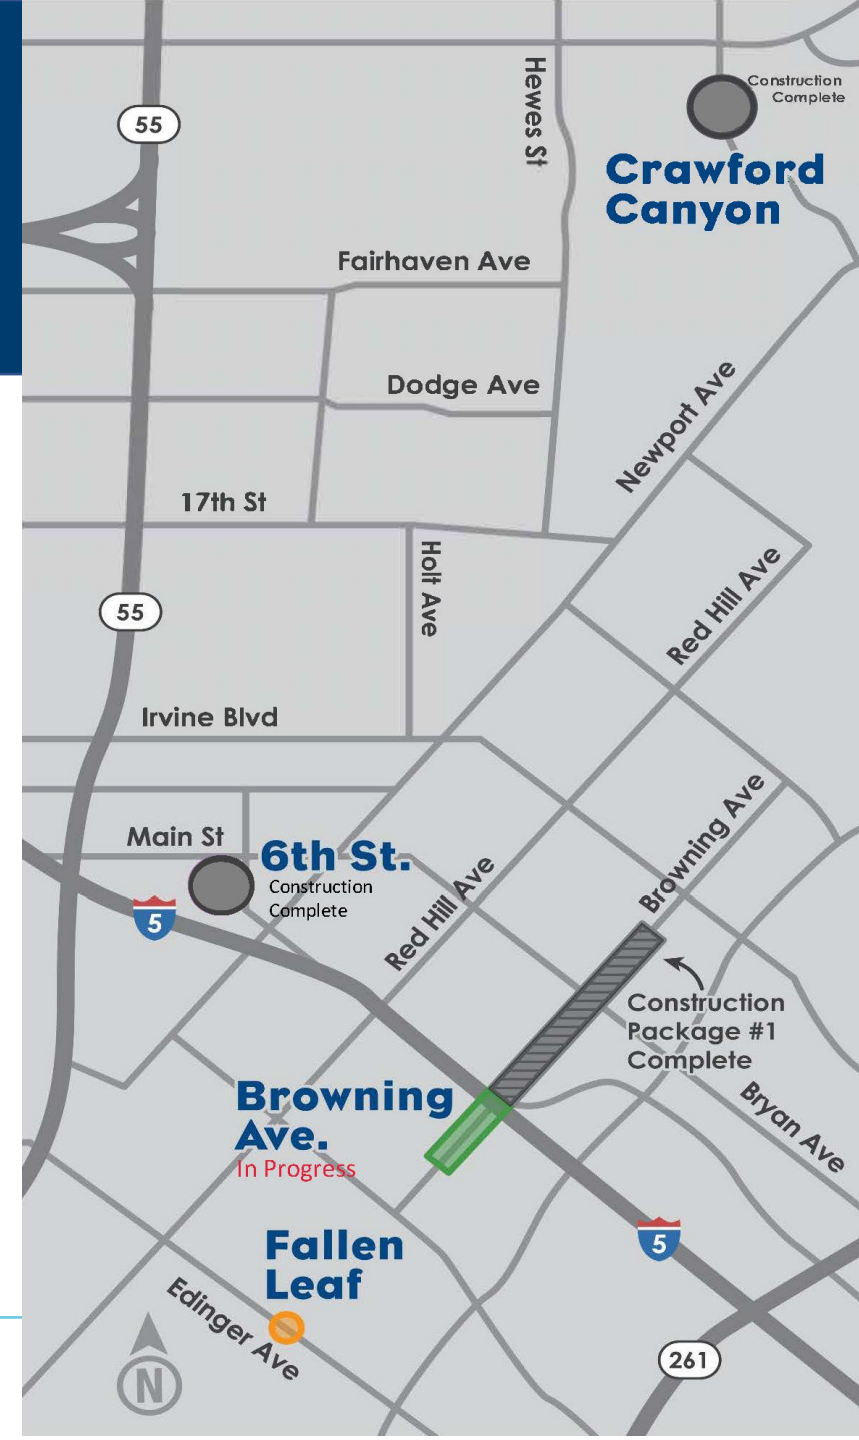 55
Hewes St
Construction
Complete
Crawford
Canyon
Fairhaven Ave
Dodge Ave
Newport Ave
17th St
Holt Ave
Red Hill Ave
55
Irvine Blvd
Main St
6th St.
Construction
Complete
5
Red Hill Ave
Browning Ave
Construction
Package #1
Complete
Browning
Ave.
In Progress
Bryan Ave
5
Fallen
Leaf
Edinger Ave
261
N